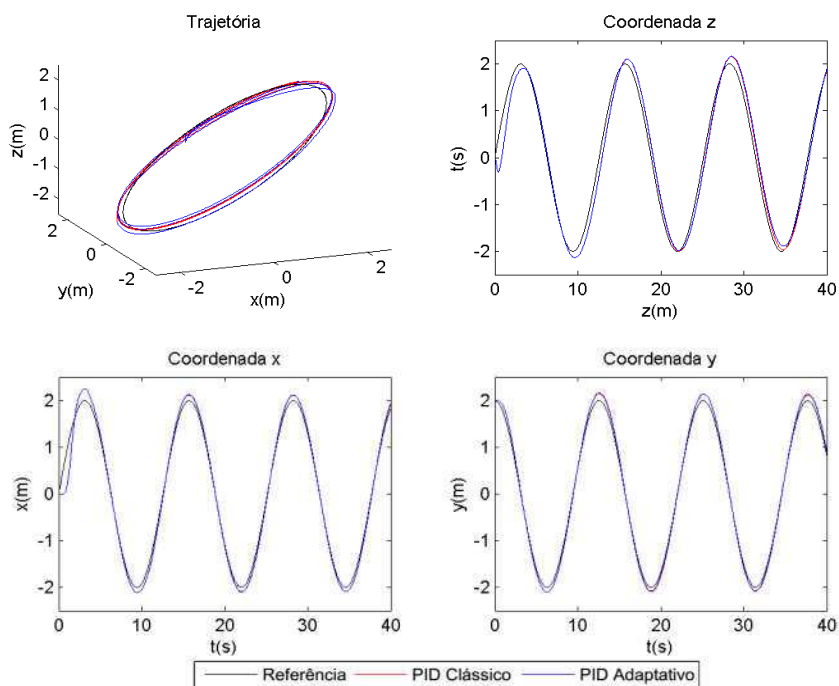 Trajetória
2
1
0
-1
-2
z(m)
2
0
-2
y(m)
-2
0
2
x(m)
Coordenada z
2
1
0
-1
-2
t(s)
0
10
20
30
40
z(m)
Coordenada x
2
1
0
-1
-2
x(m)
0
10
20
30
40
t(s)
Coordenada y
2
1
0
-1
-2
y(m)
0
10
20
30
40
t(s)
Referência
PID Clássico
PID Adaptativo